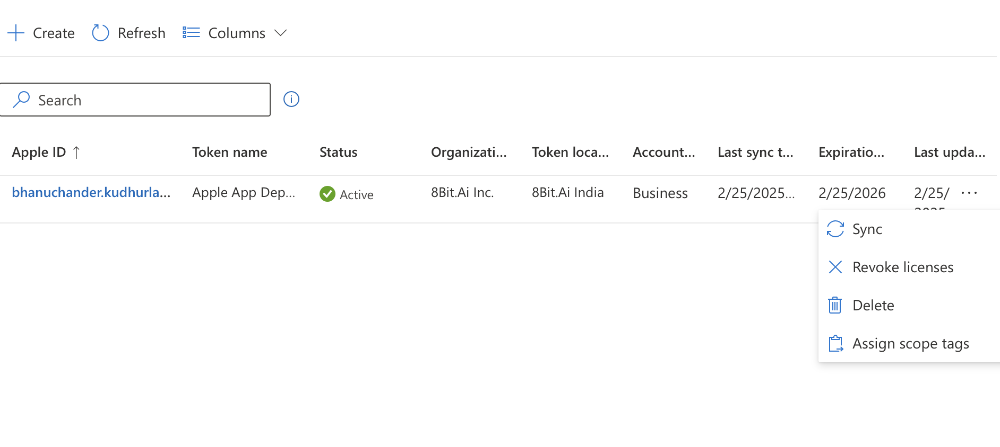 Create Refresh Columns
Search
Apple ID ↑ Token name Status Organizati... Token loca... Account... Last sync t... Expiratio... Last upda...
bhanuchander.kudhurla... Apple App Dep... Active 8Bit.Ai Inc. 8Bit.Ai India Business 2/25/2025... 2/25/2026 2/25/ ...
Sync
Revoke licenses
Delete
Assign scope tags